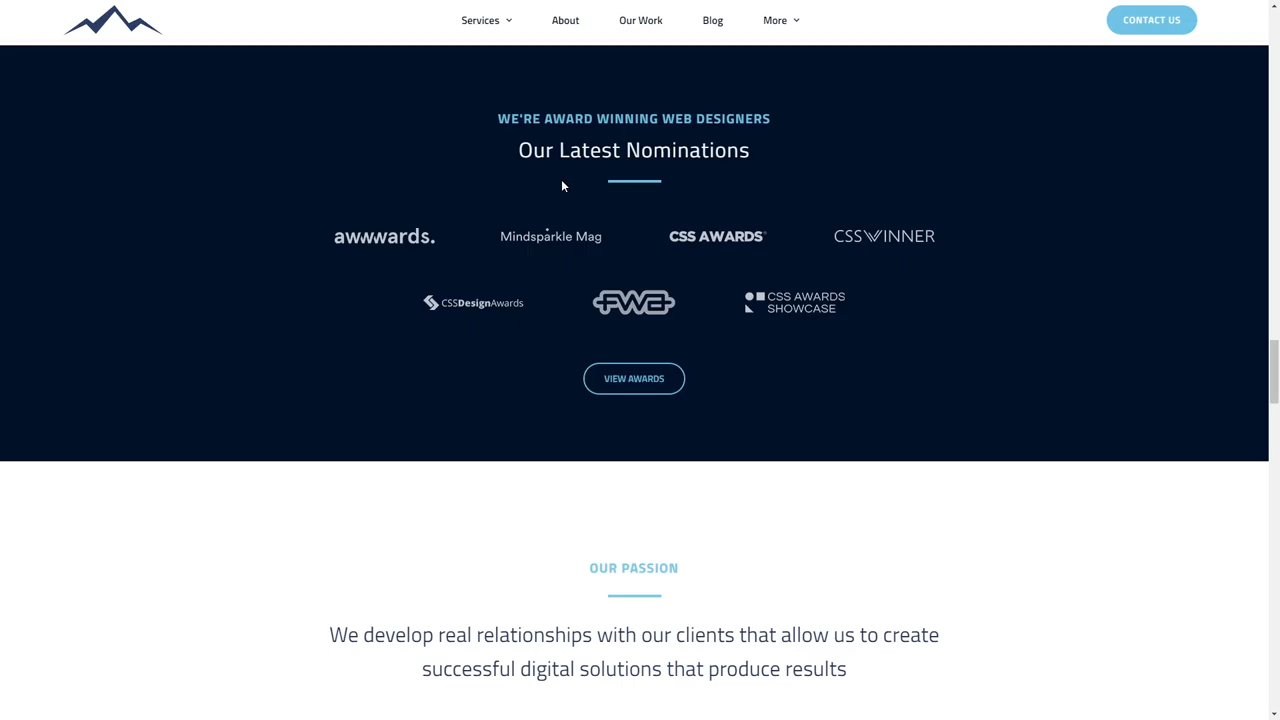 Services
About
Our Work
Blog
More
CONTACT US
WE'RE AWARD WINNING WEB DESIGNERS
Our Latest Nominations
awwwards.
Mindsparkle Mag
CSS AWARDS
CSSWINNER
CSSDesignAwards
FWA
CSS AWARDS
SHOWCASE
VIEW AWARDS
OUR PASSION
We develop real relationships with our clients that allow us to create
successful digital solutions that produce results